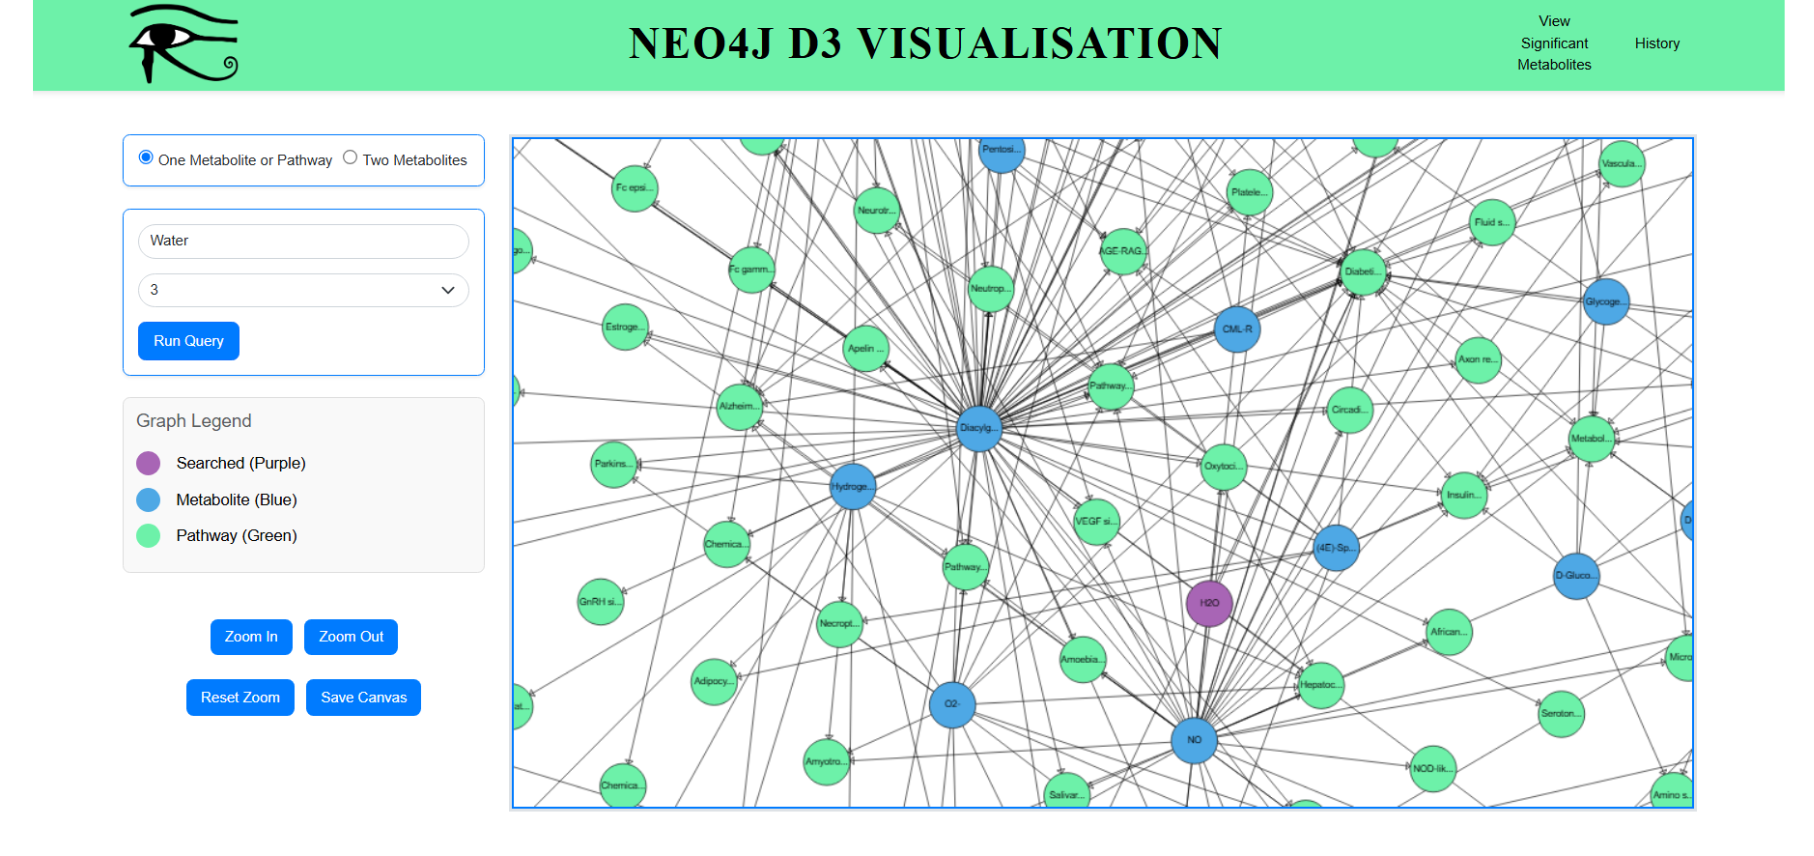 NEO4J D3 VISUALISATION
View
Significant
Metabolites
History
One Metabolite or Pathway
Two Metabolites
Water
3
Run Query
Graph Legend
Searched (Purple)
Metabolite (Blue)
Pathway (Green)
Zoom In
Zoom Out
Reset Zoom
Save Canvas
Pentosi...
Vascula...
Fc epsi...
Platele...
Neurotr...
Fluid s...
go...
AGE-RAG...
Fc gamm...
Diabeti...
Neutrop...
Glycoge...
Estroge...
CML-R
Apelin ...
Axon re...
Pathway...
Alzheim...
Circadi...
Diacylg...
Metabol...
Parkins...
Oxytoci...
Hydroge...
Insulin...
VEGF si...
D
Chemica...
(4E)-Sp...
Pathway...
D-Gluco...
GnRH si...
H2O
Necropt...
African...
Amoebia...
Micro
Adipocy...
Hepatoc...
at...
O2-
Seroton...
NO
Amyotro...
NOD-lik...
Chemica...
Salivar...
Amino s...